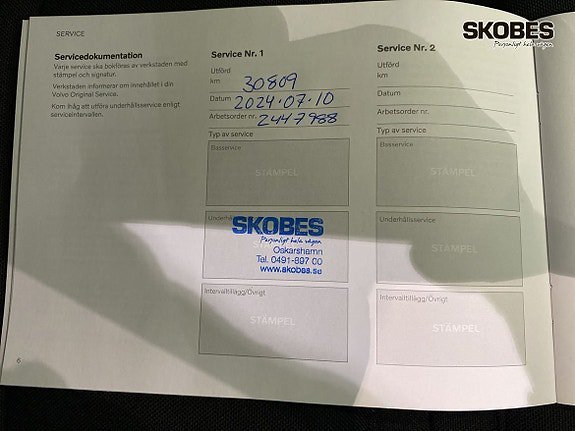 SKOBES
Personligt hela vägen
SERVICE
Servicedokumentation
Varje service ska bokföras av verkstaden med
stämpel och signatur.
Verkstaden informerar om innehållet i din
Volvo Original Service.
Kom ihåg att utföra underhållsservice enligt
serviceintervallen.
Service Nr. 1
Utförd
km 30809
Datum 2024.07.10
Arbetsorder nr. 2447988
Typ av service
Basservice
STÄMPEL
Underhållsservice
SKOBES
Personligt hela vägen
Oskarshamn
Tel. 0491-897 00
www.skobes.se
Intervalltillägg/Övrigt
STÄMPEL
Service Nr. 2
Utförd
km
Datum
Arbetsorder nr.
Typ av service
Basservice
STÄMPEL
Underhållsservice
STÄMPEL
Intervalltillägg/Övrigt
STÄMPEL
6